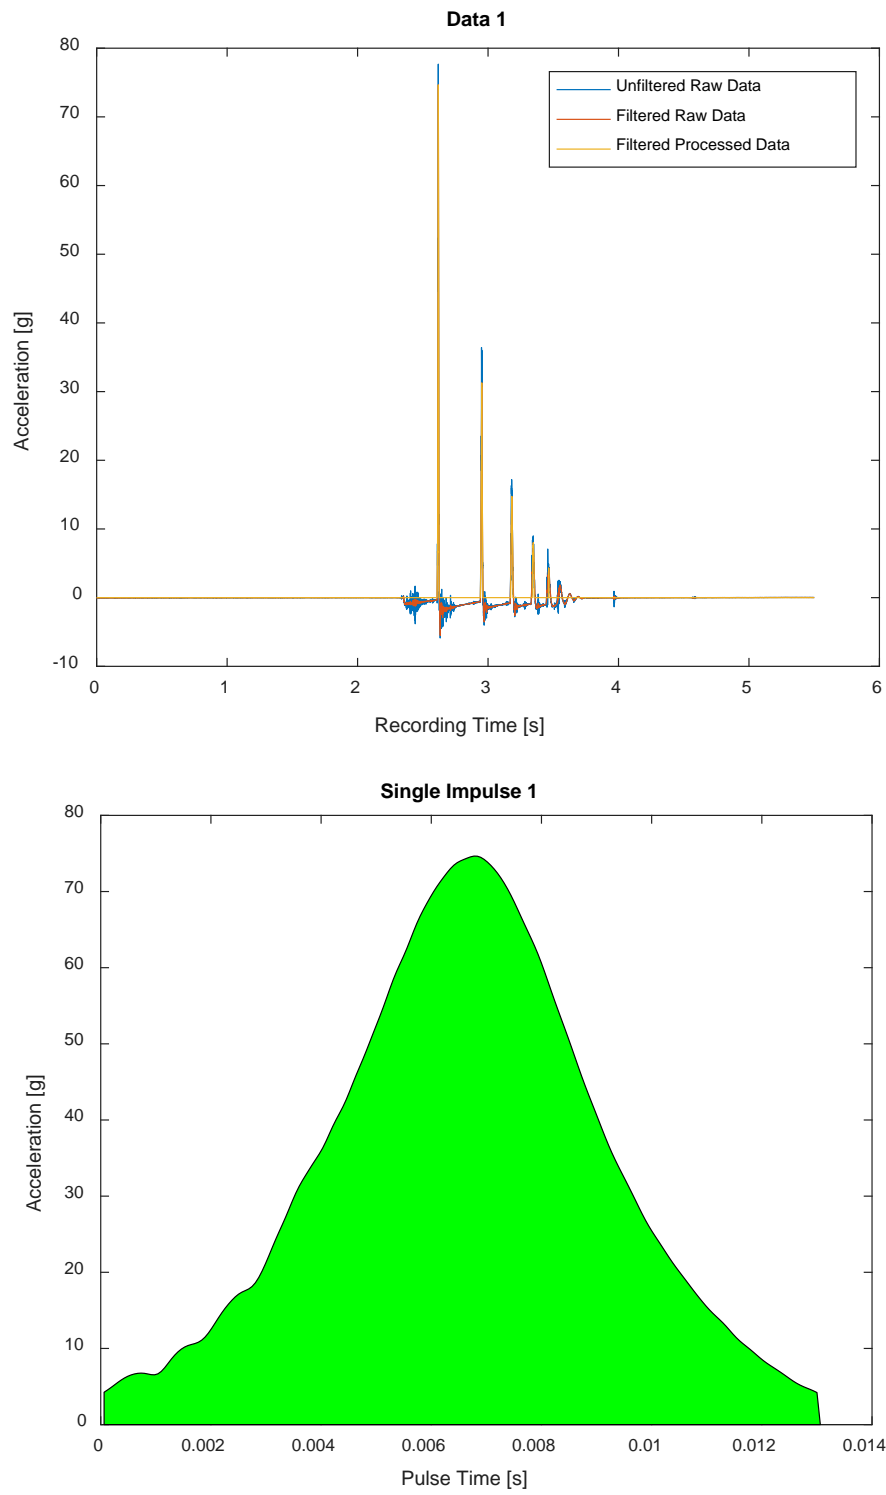 Data 1
80
70
60
50
40
30
20
10
0
-10
Acceleration [g]
Unfiltered Raw Data
Filtered Raw Data
Filtered Processed Data
0 1 2 3 4 5 6
Recording Time [s]
Single Impulse 1
80
70
60
50
40
30
20
10
0
Acceleration [g]
0 0.002 0.004 0.006 0.008 0.01 0.012 0.014
Pulse Time [s]